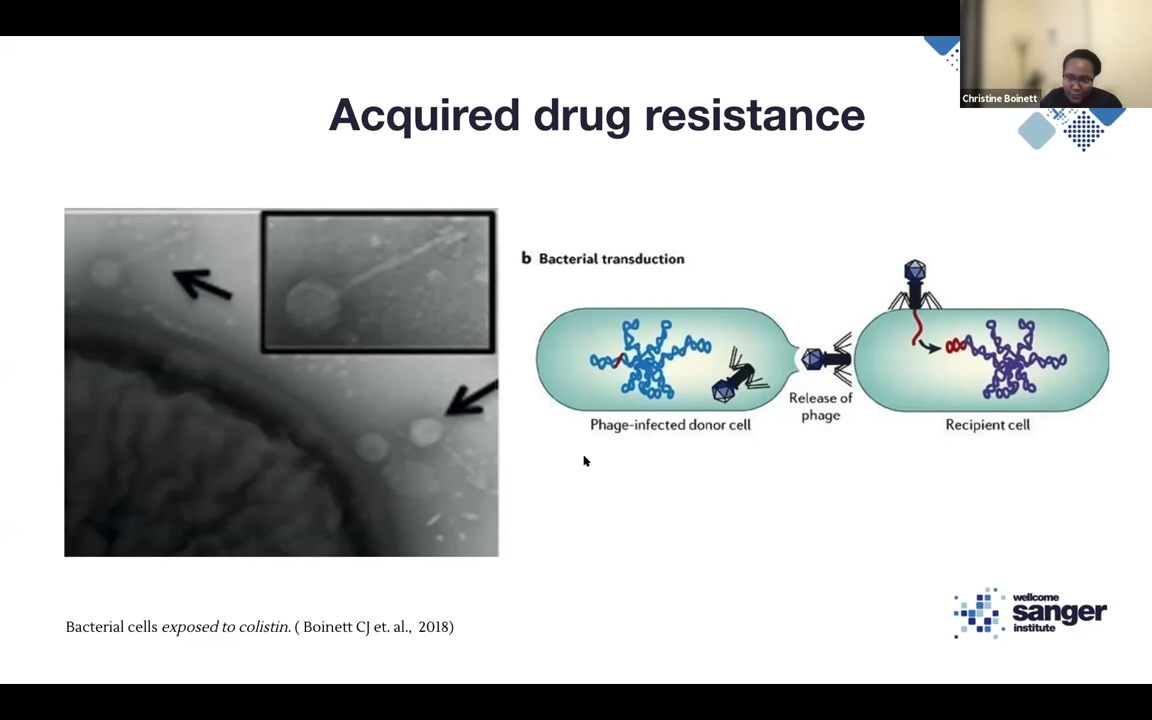 Christine Boinett
Acquired drug resistance
b Bacterial transduction
Release of
phage
Phage-infected donor cell
Recipient cell
Bacterial cells exposed to colistin. ( Boinett CJ et. al., 2018)
wellcome
sanger
institute